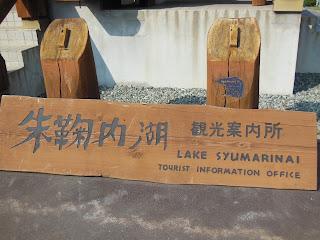 朱鞠内湖 観光案内所
LAKE SYUMARINAI
TOURIST INFORMATION OFFICE